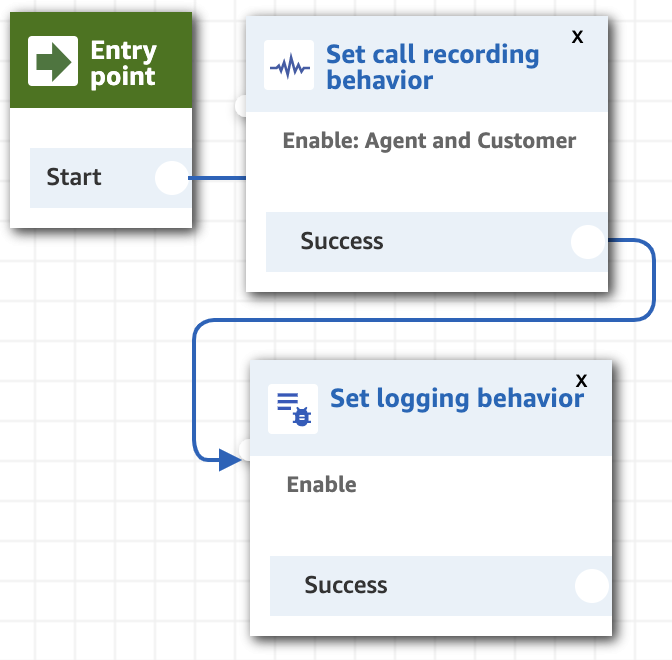 Entry
point
Start
x
Set call recording
behavior
Enable: Agent and Customer
Success
x
Set logging behavior
Enable
Success